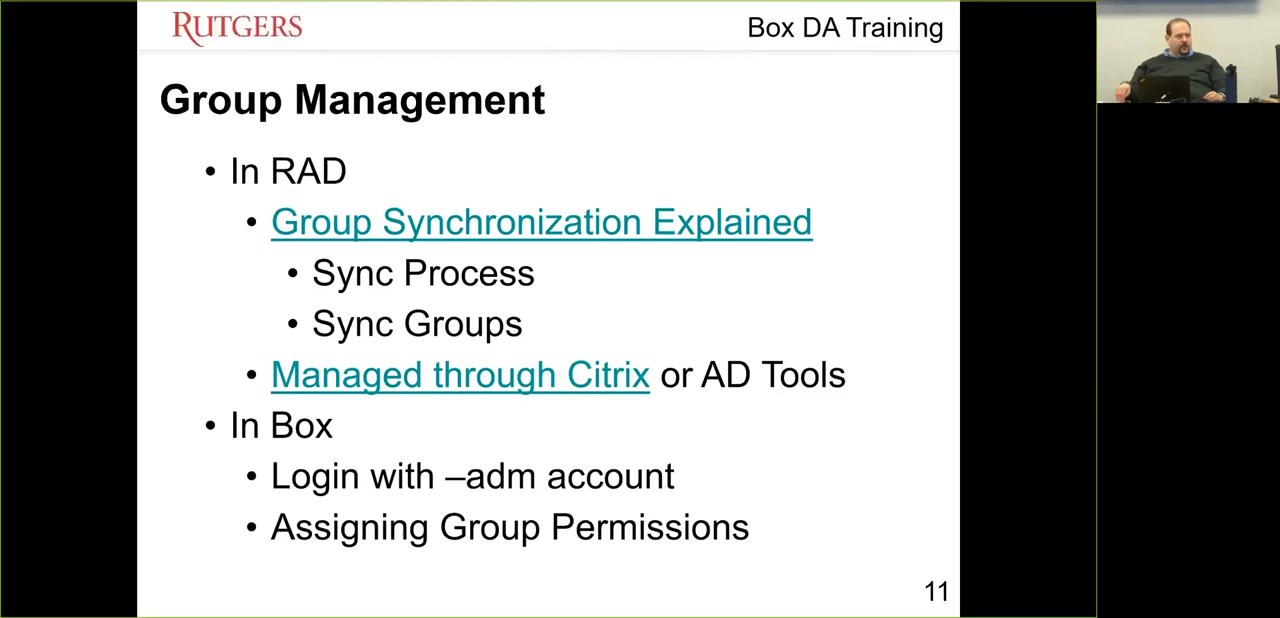 RUTGERS
Box DA Training
Group Management
• In RAD
• Group Synchronization Explained
• Sync Process
• Sync Groups
• Managed through Citrix or AD Tools
• In Box
• Login with –adm account
• Assigning Group Permissions
11